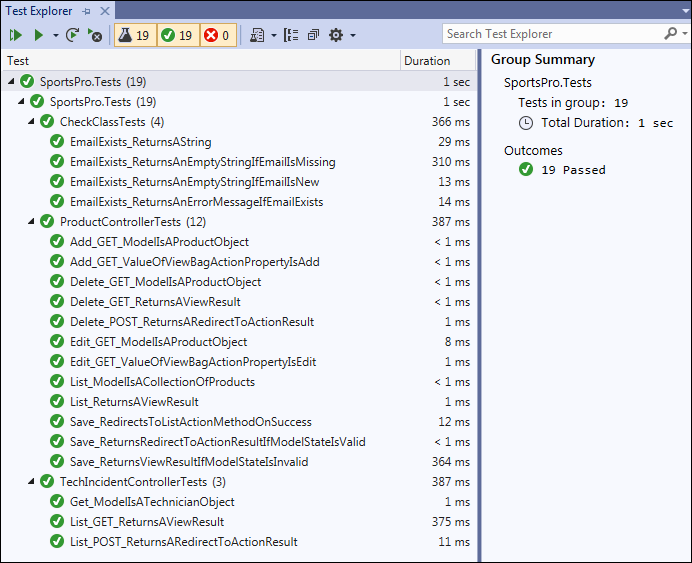 Test Explorer
19 19 0
Search Test Explorer
Test Duration
SportsPro.Tests (19) 1 sec
SportsPro.Tests (19) 1 sec
CheckClassTests (4) 366 ms
EmailExists_ReturnsAString 29 ms
EmailExists_ReturnsAnEmptyStringIfEmailIsMissing 310 ms
EmailExists_ReturnsAnEmptyStringIfEmailIsNew 13 ms
EmailExists_ReturnsAnErrorMessageIfEmailExists 14 ms
ProductControllerTests (12) 387 ms
Add_GET_ModelIsAProductObject < 1 ms
Add_GET_ValueOfViewBagActionPropertyIsAdd < 1 ms
Delete_GET_ModelIsAProductObject < 1 ms
Delete_GET_ReturnsAViewResult < 1 ms
Delete_POST_ReturnsARedirectToActionResult 1 ms
Edit_GET_ModelIsAProductObject 8 ms
Edit_GET_ValueOfViewBagActionPropertyIsEdit 1 ms
List_ModelIsACollectionOfProducts < 1 ms
List_ReturnsAViewResult 1 ms
Save_RedirectsToListActionMethodOnSuccess 12 ms
Save_ReturnsRedirectToActionResultIfModelStateIsValid < 1 ms
Save_ReturnsViewResultIfModelStateIsInvalid 364 ms
TechIncidentControllerTests (3) 387 ms
Get_ModelIsATechnicianObject 1 ms
List_GET_ReturnsAViewResult 375 ms
List_POST_ReturnsARedirectToActionResult 11 ms
Group Summary
SportsPro.Tests
Tests in group: 19
Total Duration: 1 sec
Outcomes
19 Passed